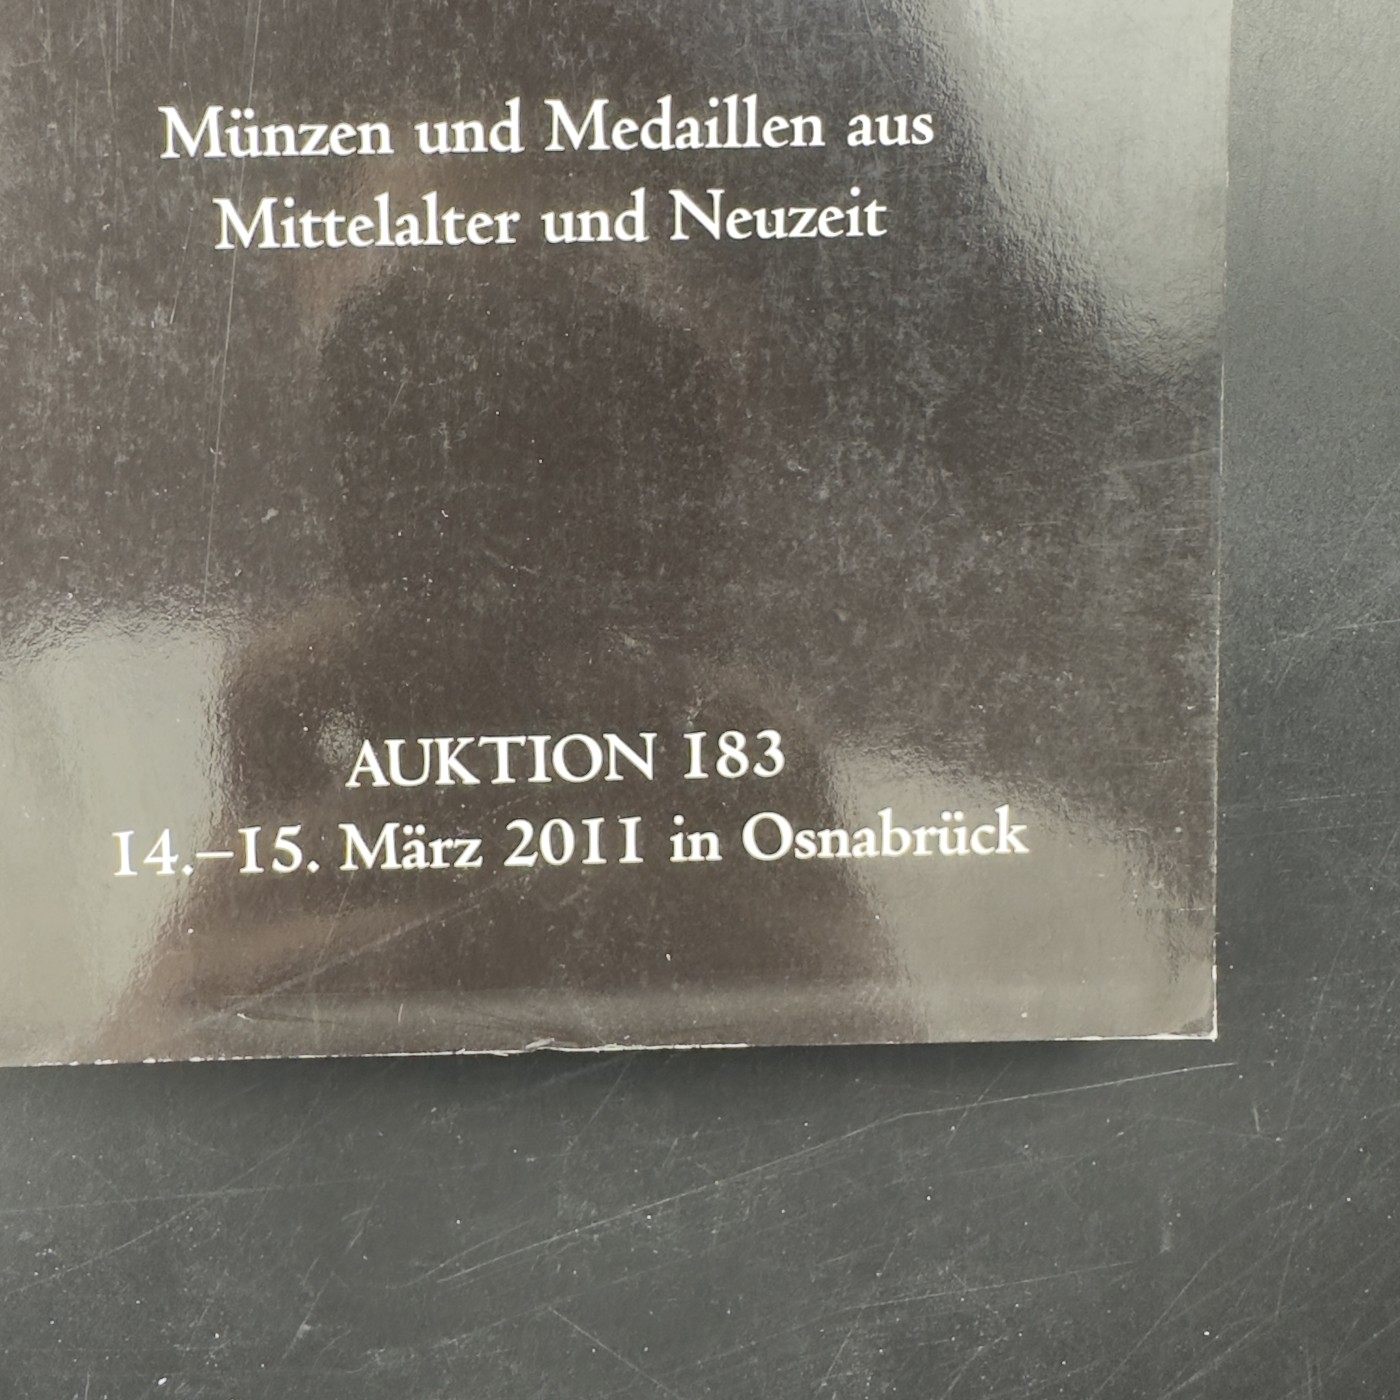 Münzen und Medaillen aus
Mittelalter und Neuzeit
AUKTION 183
14.–15. März 2011 in Osnabrück